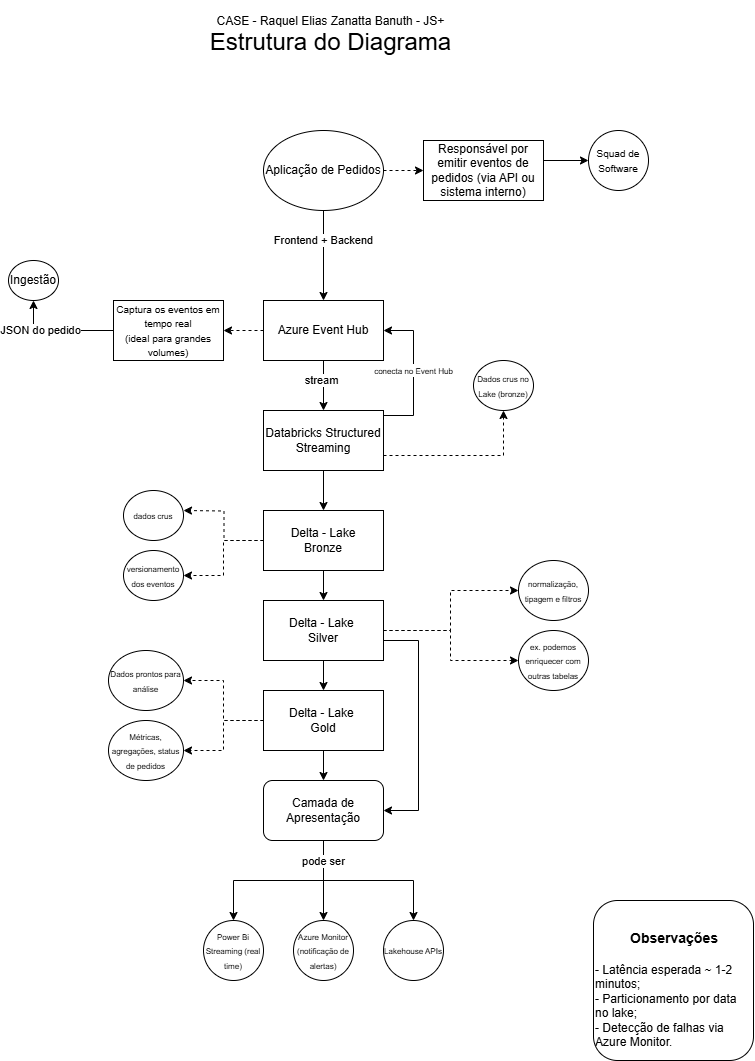 CASE - Raquel Elias Zanatta Banuth - JS+
Estrutura do Diagrama
Aplicação de Pedidos
Responsável por
emitir eventos de
pedidos (via API ou
sistema interno)
Squad de
Software
Frontend + Backend
Ingestão
JSON do pedido
Captura os eventos em
tempo real
(ideal para grandes
volumes)
Azure Event Hub
conecta no Event Hub
stream
Dados crus no
Lake (bronze)
Databricks Structured
Streaming
dados crus
versionamento
dos eventos
Delta - Lake
Bronze
Delta - Lake
Silver
normalização,
tipagem e filtros
ex. podemos
enriquecer com
outras tabelas
Dados prontos para
análise
Métricas,
agregações, status
de pedidos
Delta - Lake
Gold
Camada de
Apresentação
pode ser
Power Bi
Streaming (real
time)
Azure Monitor
(notificação de
alertas)
Lakehouse APIs
Observações
- Latência esperada ~ 1-2
minutos;
- Particionamento por data
no lake;
- Detecção de falhas via
Azure Monitor.